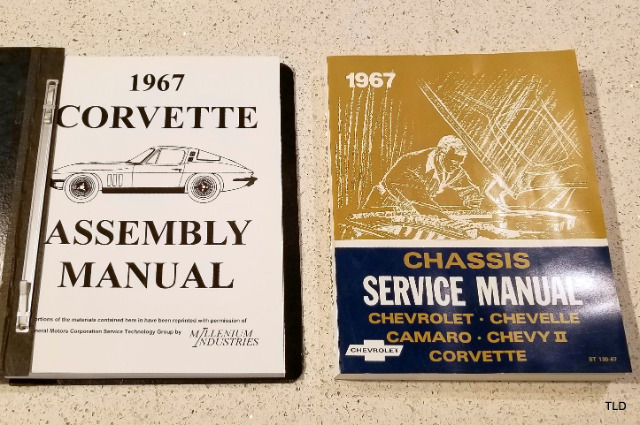 1967
CORVETTE
ASSEMBLY
MANUAL
ortions of the materials contained here in have been reprinted with permission of
neral Motors Corporation Service Technology Group by
MILLENIUM
INDUSTRIES
1967
CHASSIS
SERVICE MANUAL
CHEVROLET · CHEVELLE
CAMARO · CHEVY II
CORVETTE
CHEVROLET
ST 130-67
TLD